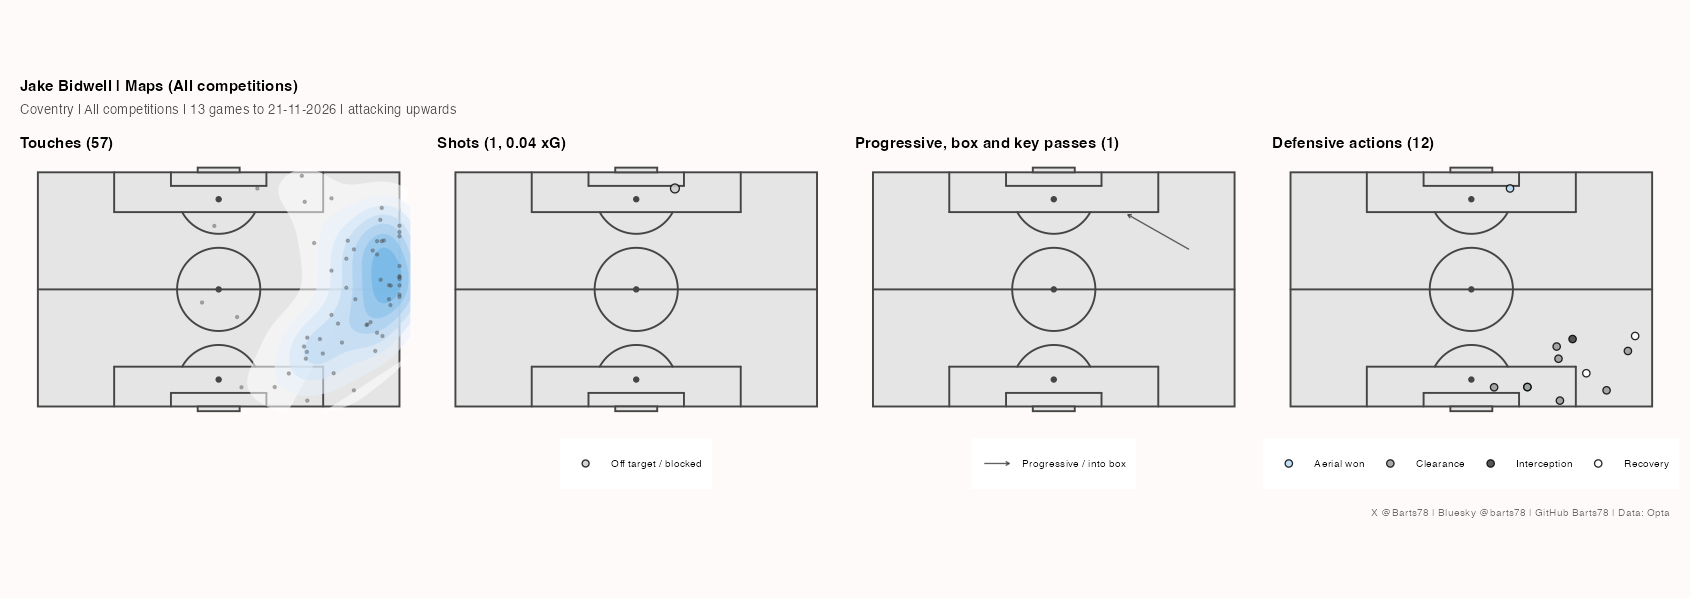 Jake Bidwell | Maps (All competitions)
Coventry | All competitions | 13 games to 21-11-2026 | attacking upwards
Touches (57)
Shots (1, 0.04 xG)
Progressive, box and key passes (1)
Defensive actions (12)
Off target / blocked
Progressive / into box
Aerial won
Clearance
Interception
Recovery
X @Barts78 | Bluesky @barts78 | GitHub Barts78 | Data: Opta